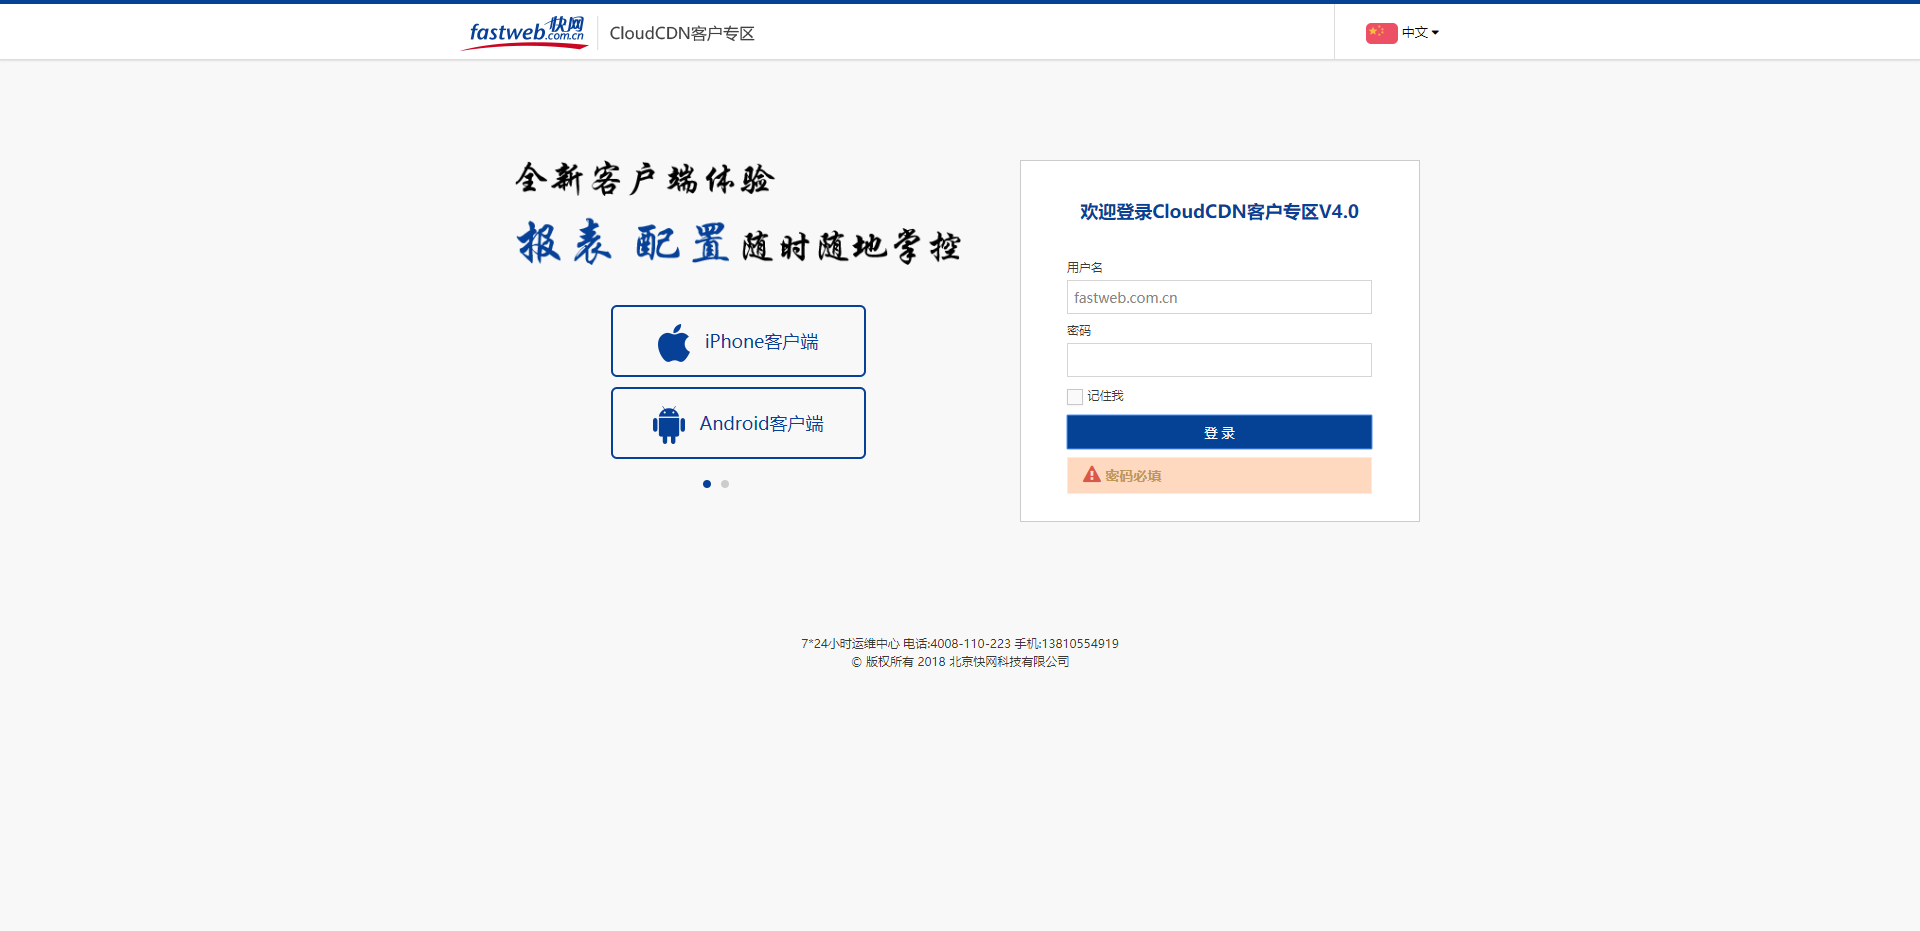 fastweb快网
.com.cn
CloudCDN客户专区
中文
全新客户端体验
报表 配置 随时随地掌控
iPhone客户端
Android客户端
欢迎登录CloudCDN客户专区V4.0
用户名
fastweb.com.cn
密码
记住我
登 录
密码必填
7*24小时运维中心 电话:4008-110-223 手机:13810554919
© 版权所有 2018 北京快网科技有限公司